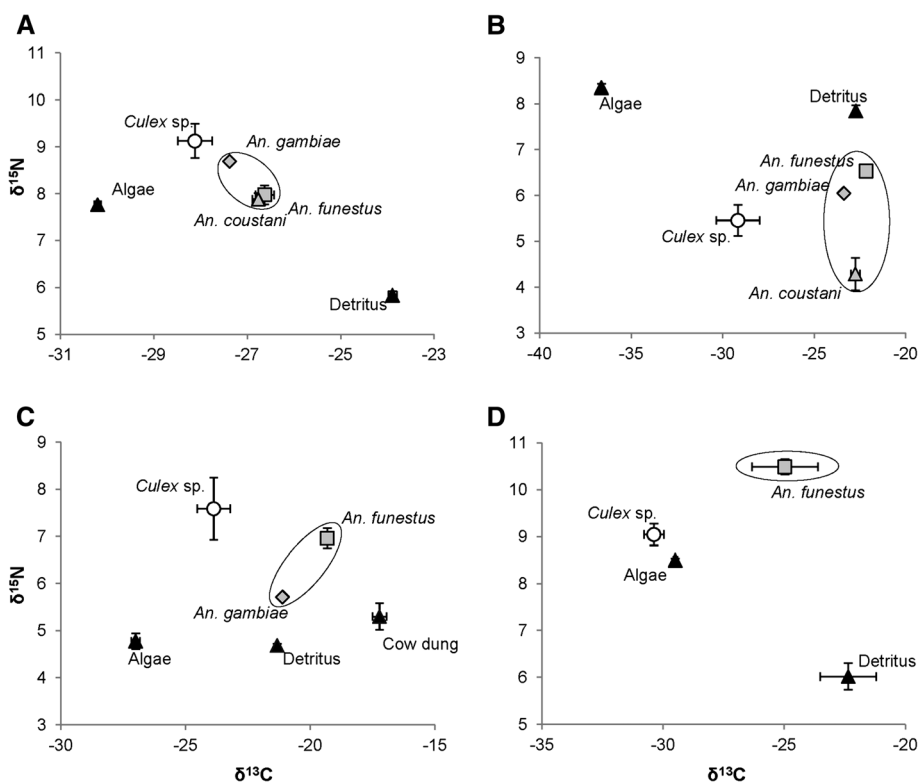 A
11
10
9
8
7
6
5
δ¹⁵N
Culex sp.
An. gambiae
Algae
An. funestus
An. coustani
Detritus
-31 -29 -27 -25 -23
B
9
8
7
6
5
4
3
Algae
Detritus
An. funestus
An. gambiae
Culex sp.
An. coustani
-40 -35 -30 -25 -20
C
9
8
7
6
5
4
3
δ¹⁵N
Culex sp.
An. funestus
An. gambiae
Algae
Detritus
Cow dung
-30 -25 -20 -15
δ¹³C
D
11
10
9
8
7
6
5
An. funestus
Culex sp.
Algae
Detritus
-35 -30 -25 -20
δ¹³C